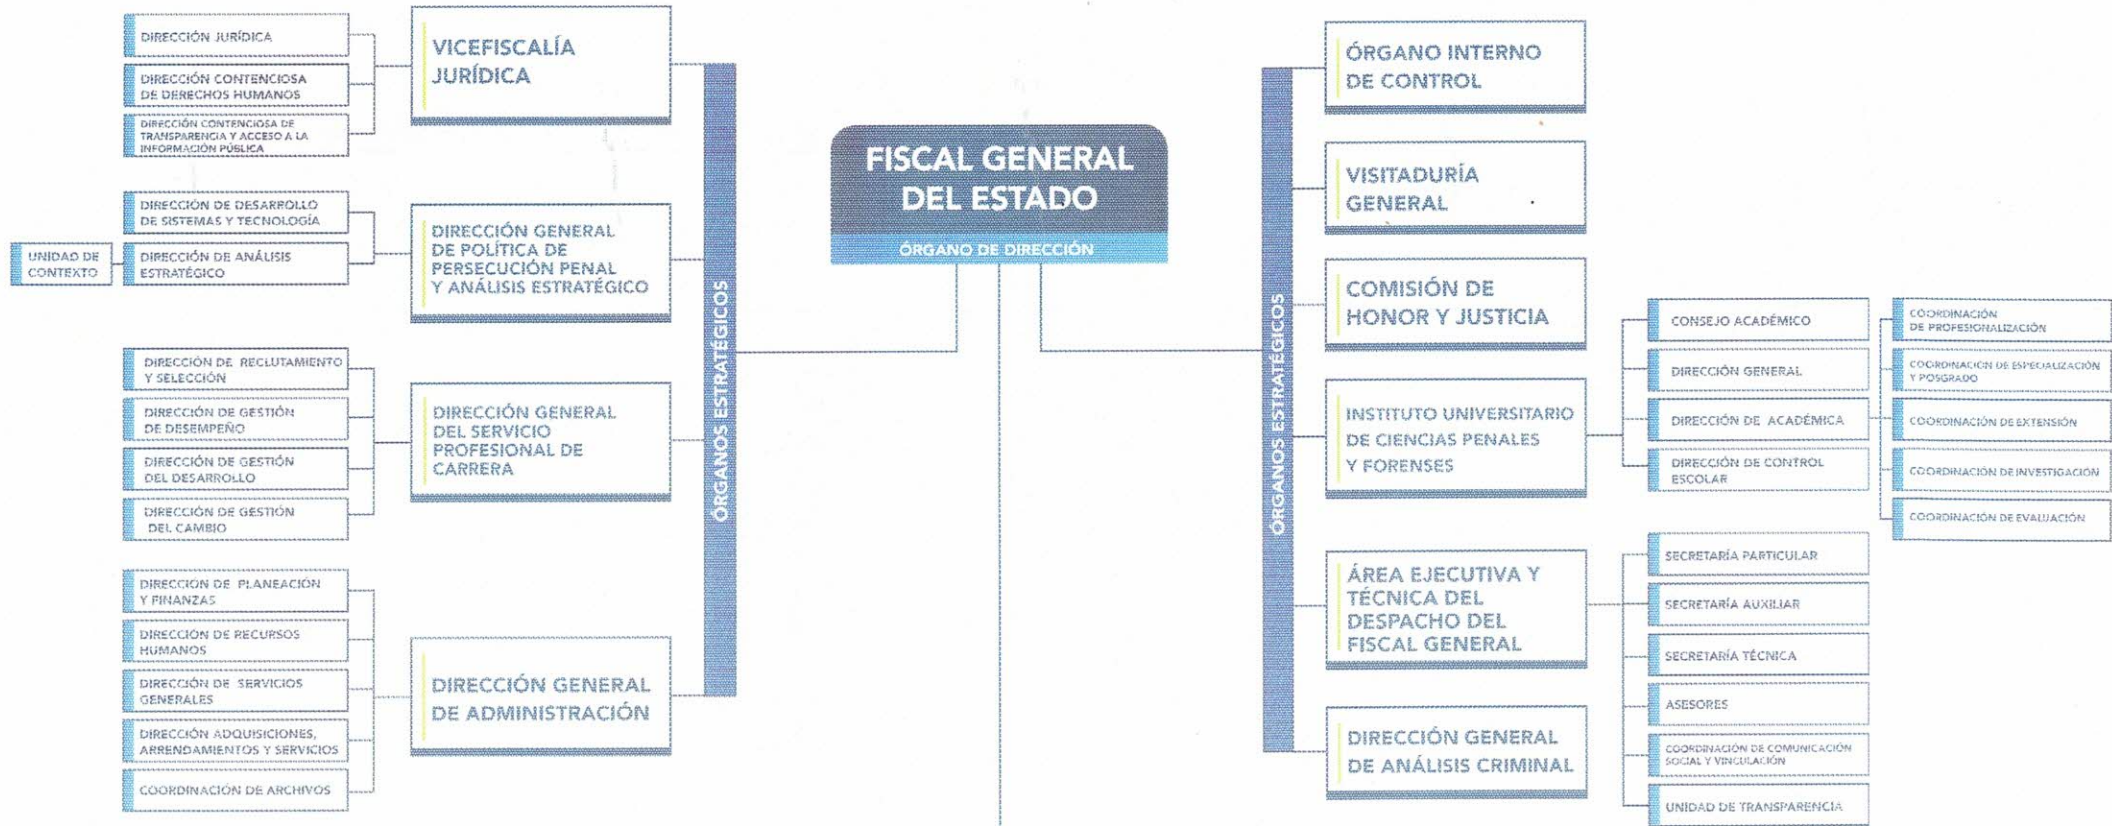 FISCAL GENERAL
DEL ESTADO
ÓRGANO DE DIRECCIÓN
ÓRGANOS ESTRATÉGICOS
VICEFISCALÍA
JURÍDICA
DIRECCIÓN JURÍDICA
DIRECCIÓN CONTENCIOSA
DE DERECHOS HUMANOS
DIRECCIÓN CONTENCIOSA DE
TRANSPARENCIA Y ACCESO A LA
INFORMACIÓN PÚBLICA
DIRECCIÓN GENERAL
DE POLÍTICA DE
PERSECUCIÓN PENAL
Y ANÁLISIS ESTRATÉGICO
DIRECCIÓN DE DESARROLLO
DE SISTEMAS Y TECNOLOGÍA
DIRECCIÓN DE ANÁLISIS
ESTRATÉGICO
UNIDAD DE
CONTEXTO
DIRECCIÓN GENERAL
DEL SERVICIO
PROFESIONAL DE
CARRERA
DIRECCIÓN DE RECLUTAMIENTO
Y SELECCIÓN
DIRECCIÓN DE GESTIÓN
DE DESEMPEÑO
DIRECCIÓN DE GESTIÓN
DEL DESARROLLO
DIRECCIÓN DE GESTIÓN
DEL CAMBIO
DIRECCIÓN GENERAL
DE ADMINISTRACIÓN
DIRECCIÓN DE PLANEACIÓN
Y FINANZAS
DIRECCIÓN DE RECURSOS
HUMANOS
DIRECCIÓN DE SERVICIOS
GENERALES
DIRECCIÓN ADQUISICIONES,
ARRENDAMIENTOS Y SERVICIOS
COORDINACIÓN DE ARCHIVOS
ÓRGANOS ESTRATÉGICOS
ÓRGANO INTERNO
DE CONTROL
VISITADURÍA
GENERAL
COMISIÓN DE
HONOR Y JUSTICIA
INSTITUTO UNIVERSITARIO
DE CIENCIAS PENALES
Y FORENSES
CONSEJO ACADÉMICO
DIRECCIÓN GENERAL
DIRECCIÓN DE ACADÉMICA
DIRECCIÓN DE CONTROL
ESCOLAR
COORDINACIÓN
DE PROFESIONALIZACIÓN
COORDINACIÓN DE ESPECIALIZACIÓN
Y POSGRADO
COORDINACIÓN DE EXTENSIÓN
COORDINACIÓN DE INVESTIGACIÓN
COORDINACIÓN DE EVALUACIÓN
ÁREA EJECUTIVA Y
TÉCNICA DEL
DESPACHO DEL
FISCAL GENERAL
SECRETARÍA PARTICULAR
SECRETARÍA AUXILIAR
SECRETARÍA TÉCNICA
ASESORES
COORDINACIÓN DE COMUNICACIÓN
SOCIAL Y VINCULACIÓN
UNIDAD DE TRANSPARENCIA
DIRECCIÓN GENERAL
DE ANÁLISIS CRIMINAL